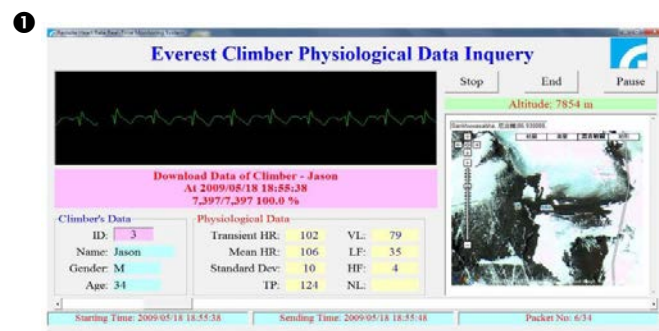 ❶
Everest Climber Physiological Data Inquery
Stop End Pause
Altitude: 7854 m
Download Data of Climber - Jason
At 2009/05/18 18:55:38
7,397/7,397 100.0 %
Climber's Data
ID: 3
Name: Jason
Gender: M
Age: 34
Physiological Data
Transient HR: 102 VL: 79
Mean HR: 106 LF: 35
Standard Dev: 10 HF: 4
TP: 124 NL:
Starting Time: 2009/05/18 18:55:38 Sending Time: 2009/05/18 18:55:48 Packet No: 6/34